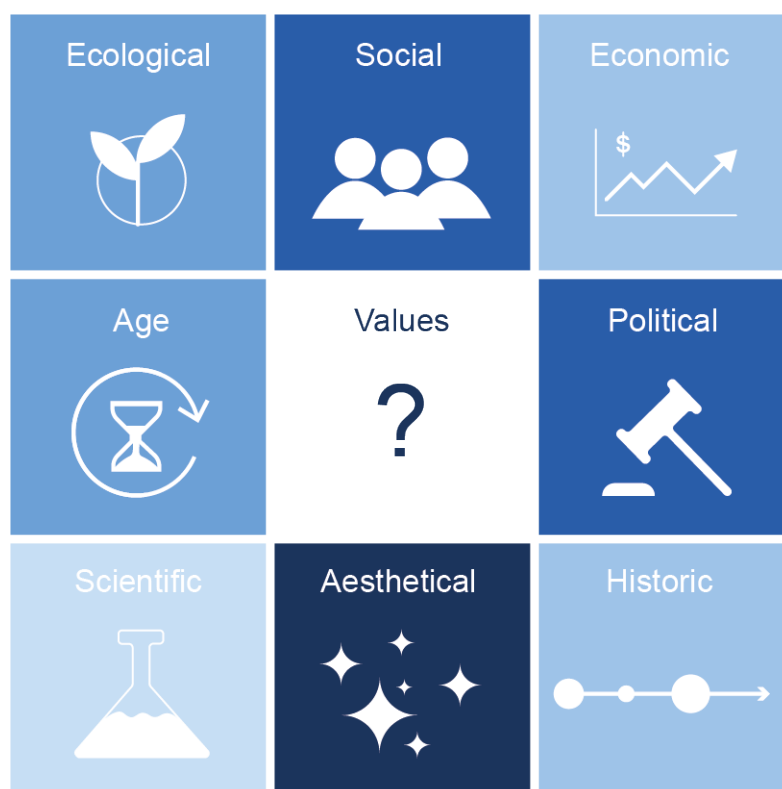 Ecological
Social
Economic
$
Age
Values
?
Political
Scientific
Aesthetical
Historic